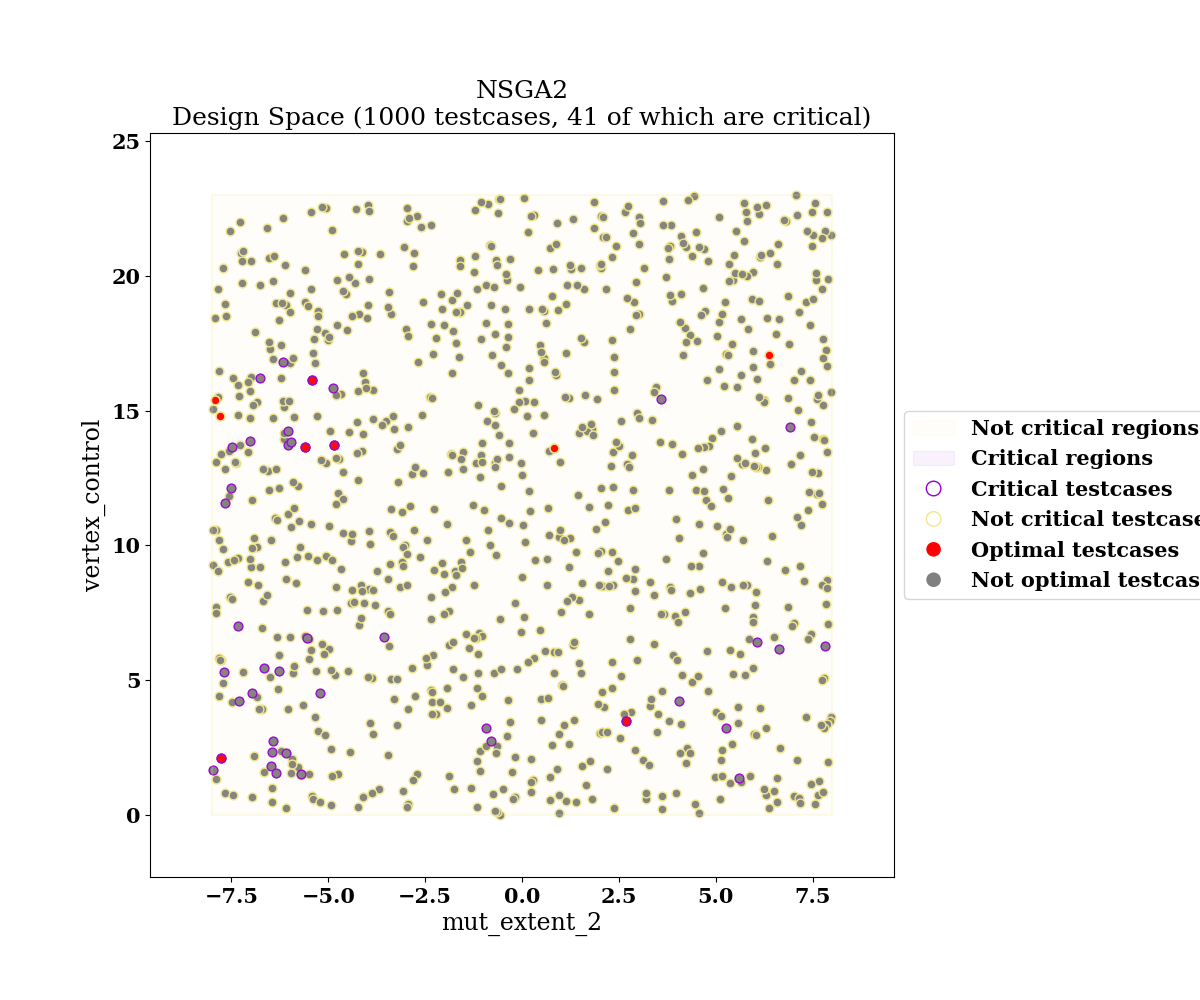 NSGA2
Design Space (1000 testcases, 41 of which are critical)
25
20
15
10
5
0
vertex_control
−7.5 −5.0 −2.5 0.0 2.5 5.0 7.5
mut_extent_2
Not critical regions
Critical regions
Critical testcases
Not critical testcase
Optimal testcases
Not optimal testcas